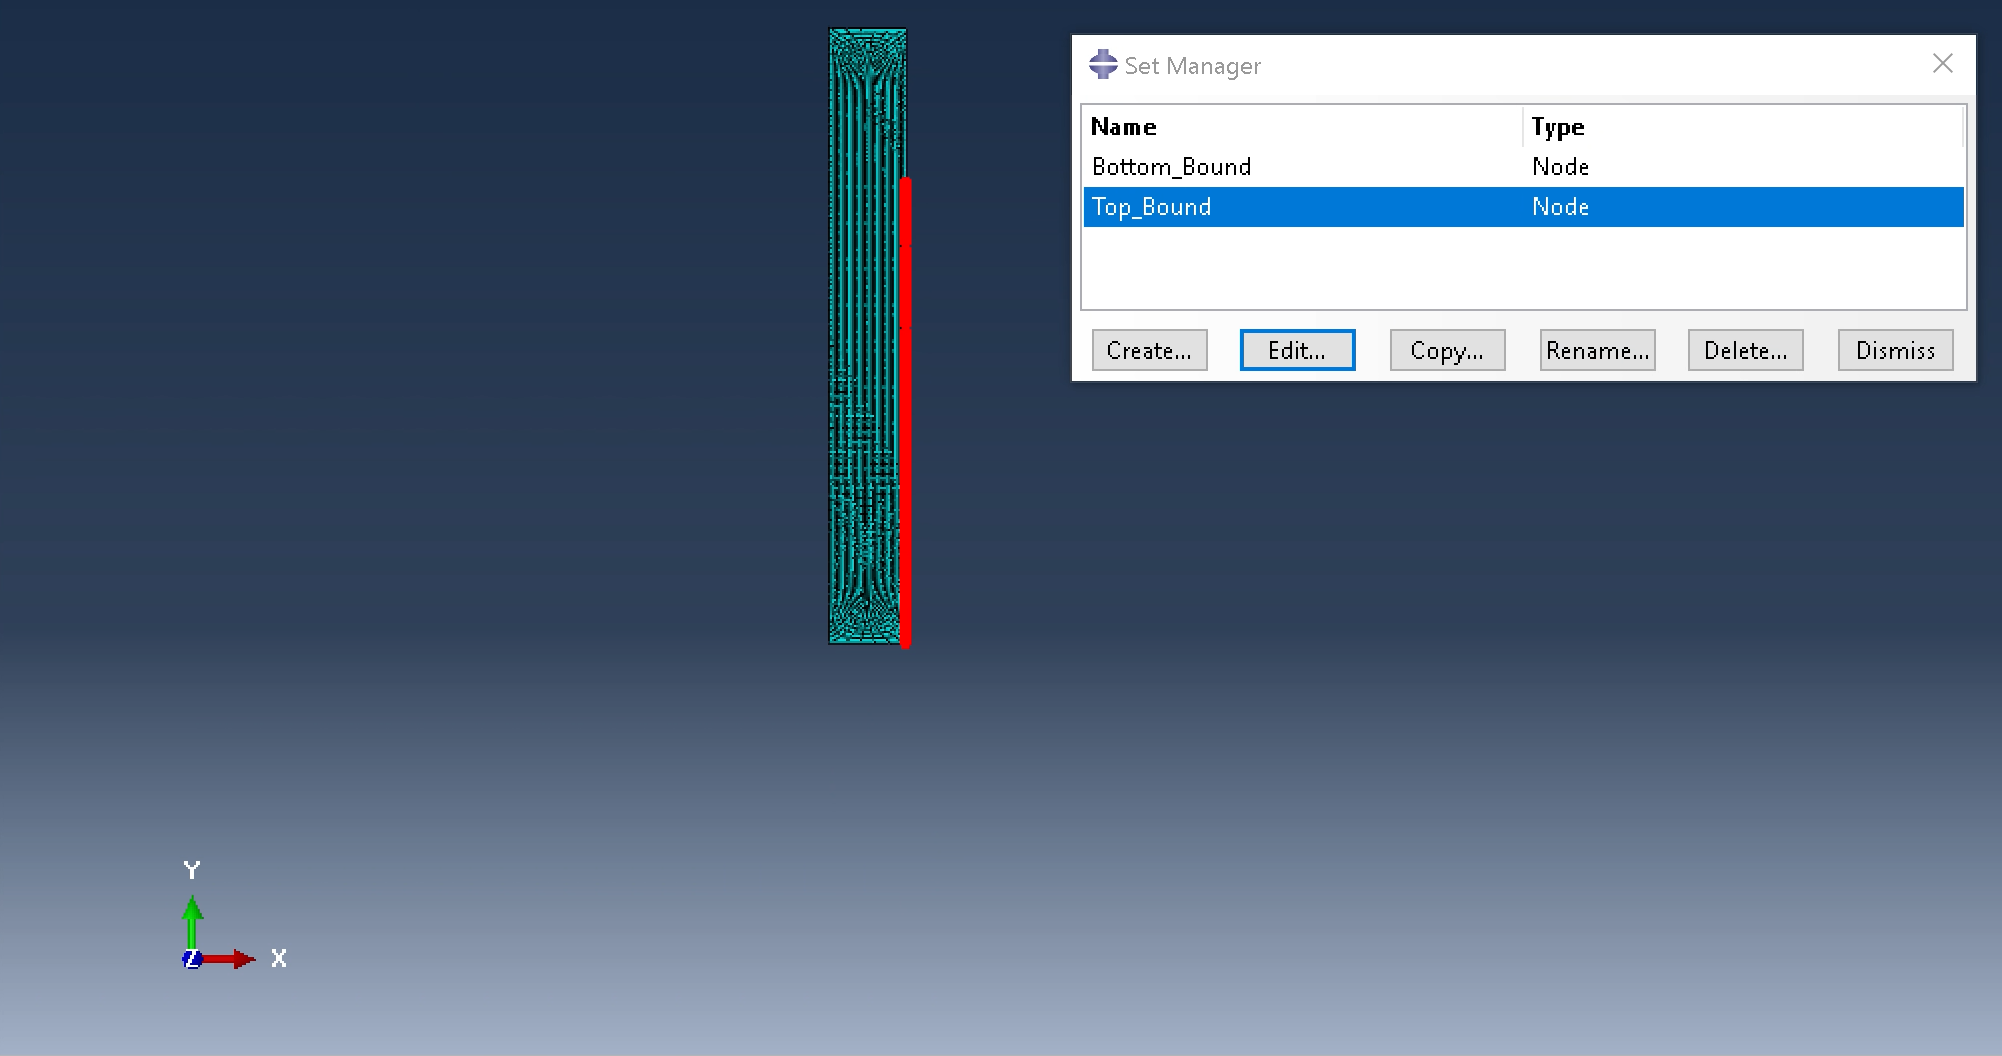 Set Manager
Name Type
Bottom_Bound Node
Top_Bound Node
Create... Edit... Copy... Rename... Delete... Dismiss
Y
Z X